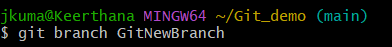 jkuma@Keerthana MINGW64 ~/Git_demo (main)
$ git branch GitNewBranch